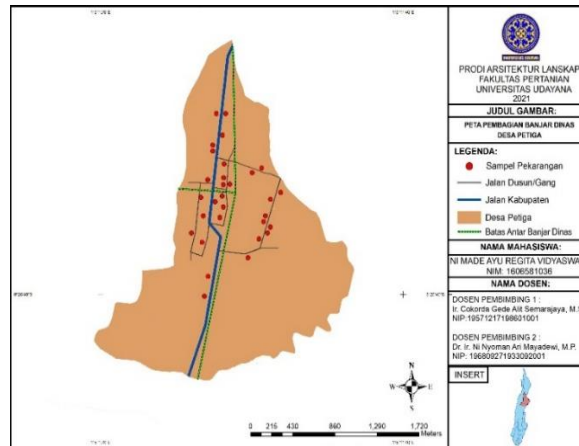 PRODI ARSITEKTUR LANSKAP
FAKULTAS PERTANIAN
UNIVERSITAS UDAYANA
2021
JUDUL GAMBAR:
PETA PEMBAGIAN BANJAR DINAS
DESA PETIGA
LEGENDA:
Sampel Pekarangan
Jalan Dusun/Gang
Jalan Kabupaten
Desa Petiga
Batas Antar Banjar Dinas
NAMA MAHASISWA:
NI MADE AYU REGITA VIDYASWA
NIM: 1606581036
NAMA DOSEN:
DOSEN PEMBIMBING 1 :
Ir. Cokorda Gede Alit Semarajaya, M.S
NIP:19571217198601001
DOSEN PEMBIMBING 2 :
Dr. Ir. Ni Nyoman Ari Mayadewi, M.P.
NIP: 196809271933092001
INSERT
N
W
E
S
0 216 430 860 1,290 1,720
Meters